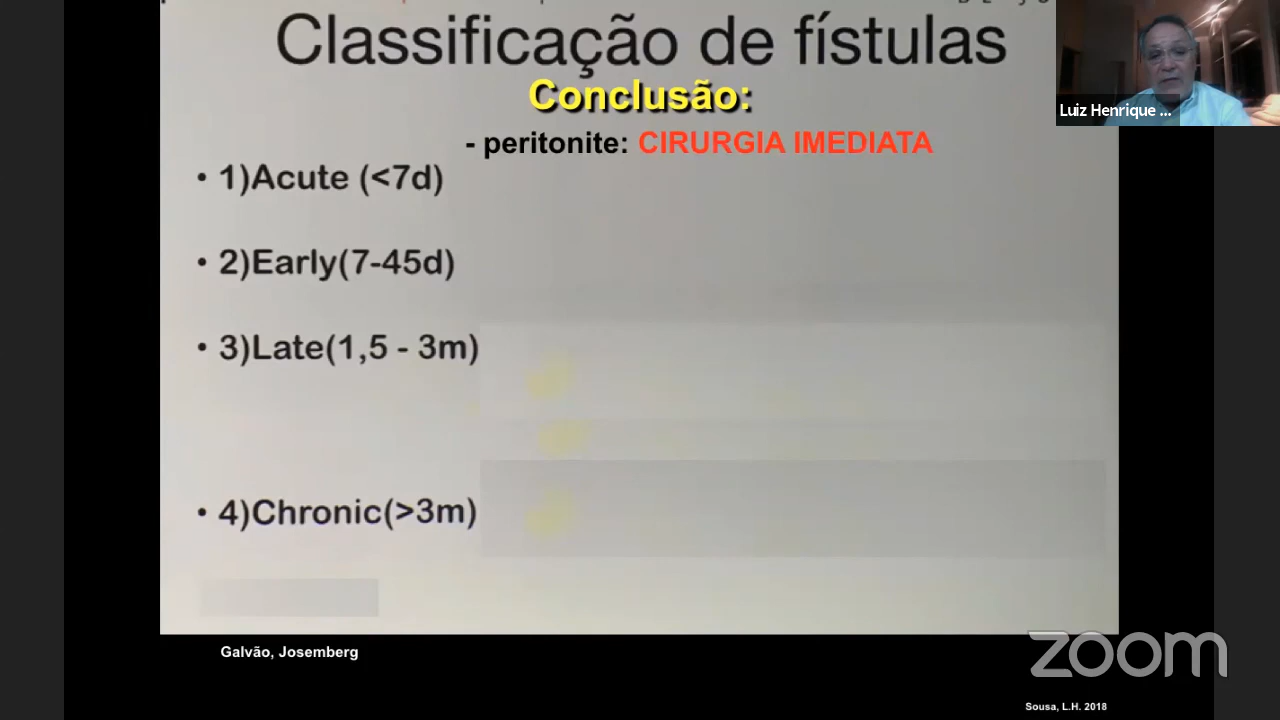 Classificação de fístulas
Conclusão:
- peritonite: CIRURGIA IMEDIATA
Luiz Henrique ...
• 1)Acute (<7d)
• 2)Early(7-45d)
• 3)Late(1,5 - 3m)
• 4)Chronic(>3m)
Galvão, Josemberg
zoom
Sousa, L.H. 2018